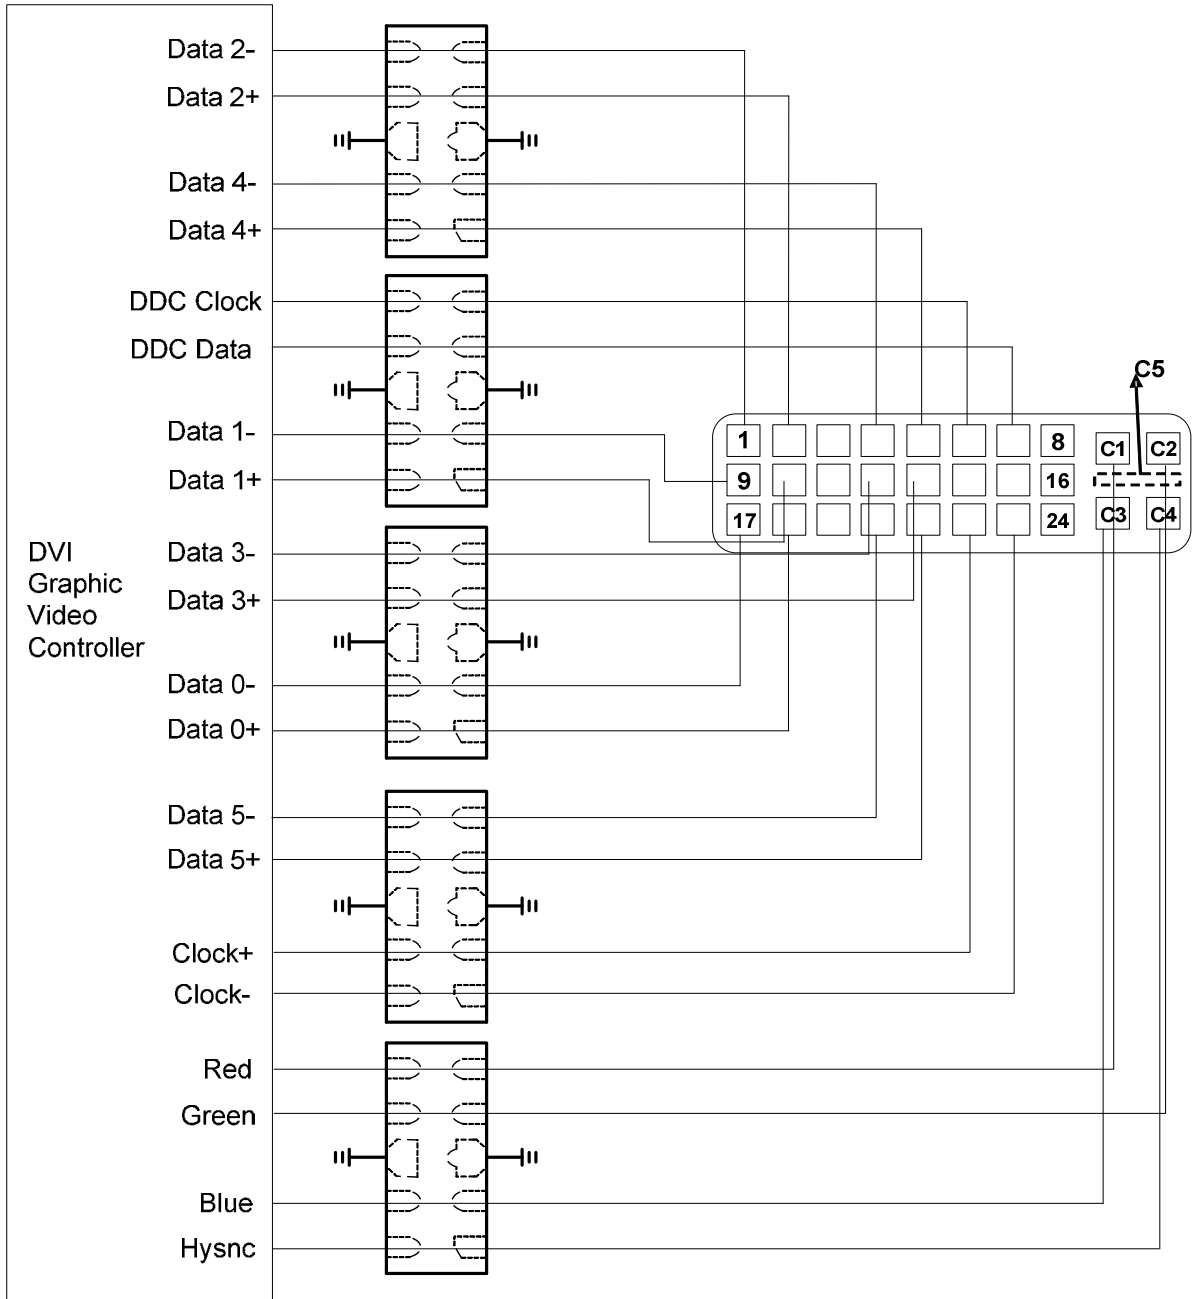 Data 2-
Data 2+
Data 4-
Data 4+
DDC Clock
DDC Data
Data 1-
Data 1+
DVI
Graphic
Video
Controller
Data 3-
Data 3+
Data 0-
Data 0+
Data 5-
Data 5+
Clock+
Clock-
Red
Green
Blue
Hysnc
C5
1
8
C1
C2
9
16
17
24
C3
C4